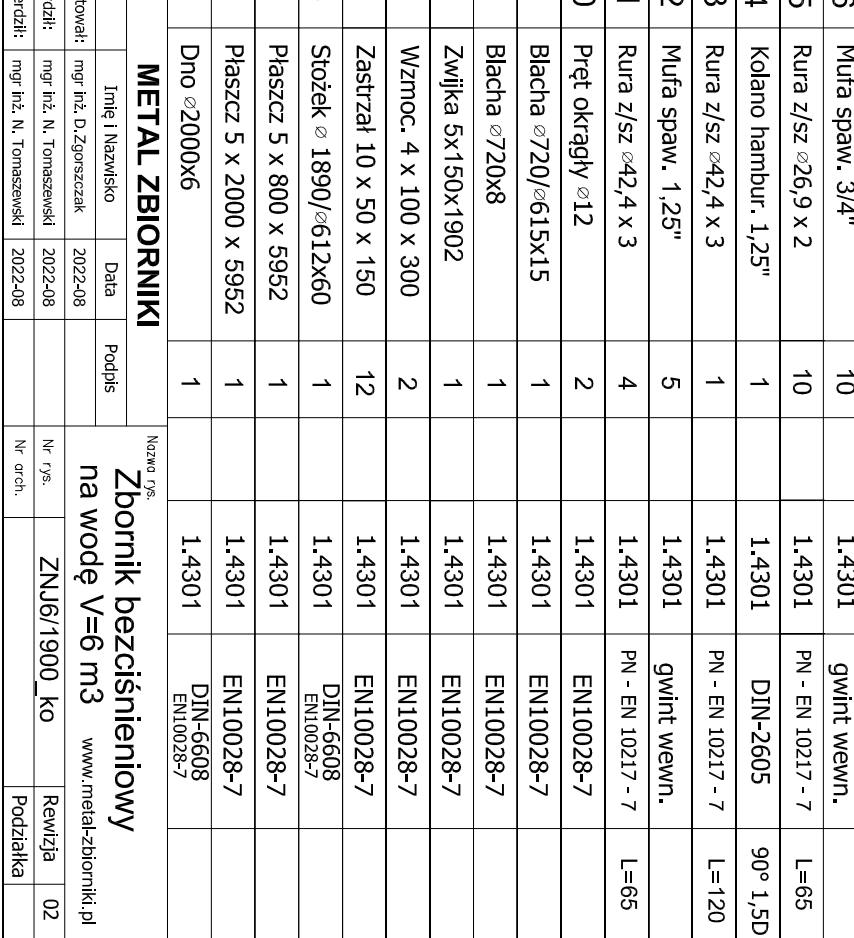 6 Mufa spaw. 3/4" 10 1.4301 gwint wewn.
5 Rura z/sz ⌀26,9 x 2 10 1.4301 PN - EN 10217 - 7 L=65
4 Kolano hambur. 1,25" 1 1.4301 DIN-2605 90° 1,5D
3 Rura z/sz ⌀42,4 x 3 1 1.4301 PN - EN 10217 - 7 L=120
2 Mufa spaw. 1,25" 5 1.4301 gwint wewn.
1 Rura z/sz ⌀42,4 x 3 4 1.4301 PN - EN 10217 - 7 L=65
0 Pręt okrągły ⌀12 2 1.4301 EN10028-7
Blacha ⌀720/⌀615x15 1 1.4301 EN10028-7
Blacha ⌀720x8 1 1.4301 EN10028-7
Zwijka 5x150x1902 1 1.4301 EN10028-7
Wzmoc. 4 x 100 x 300 2 1.4301 EN10028-7
Zastrzał 10 x 50 x 150 12 1.4301 EN10028-7
Stożek ⌀ 1890/⌀612x60 1 1.4301 DIN-6608
EN10028-7
Płaszcz 5 x 800 x 5952 1 1.4301 EN10028-7
Płaszcz 5 x 2000 x 5952 1 1.4301 EN10028-7
Dno ⌀2000x6 1 1.4301 DIN-6608
EN10028-7
METAL ZBIORNIKI
Imię i Nazwisko Data Podpis
tował: mgr inż. D.Zgorszczak 2022-08
dził: mgr inż. N. Tomaszewski 2022-08
erdził: mgr inż. N. Tomaszewski 2022-08
Nazwa rys.
Zbornik bezciśnieniowy
na wodę V=6 m3 www.metal-zbiorniki.pl
Nr rys. ZNJ6/1900_ko Rewizja 02
Nr arch. Podziałka